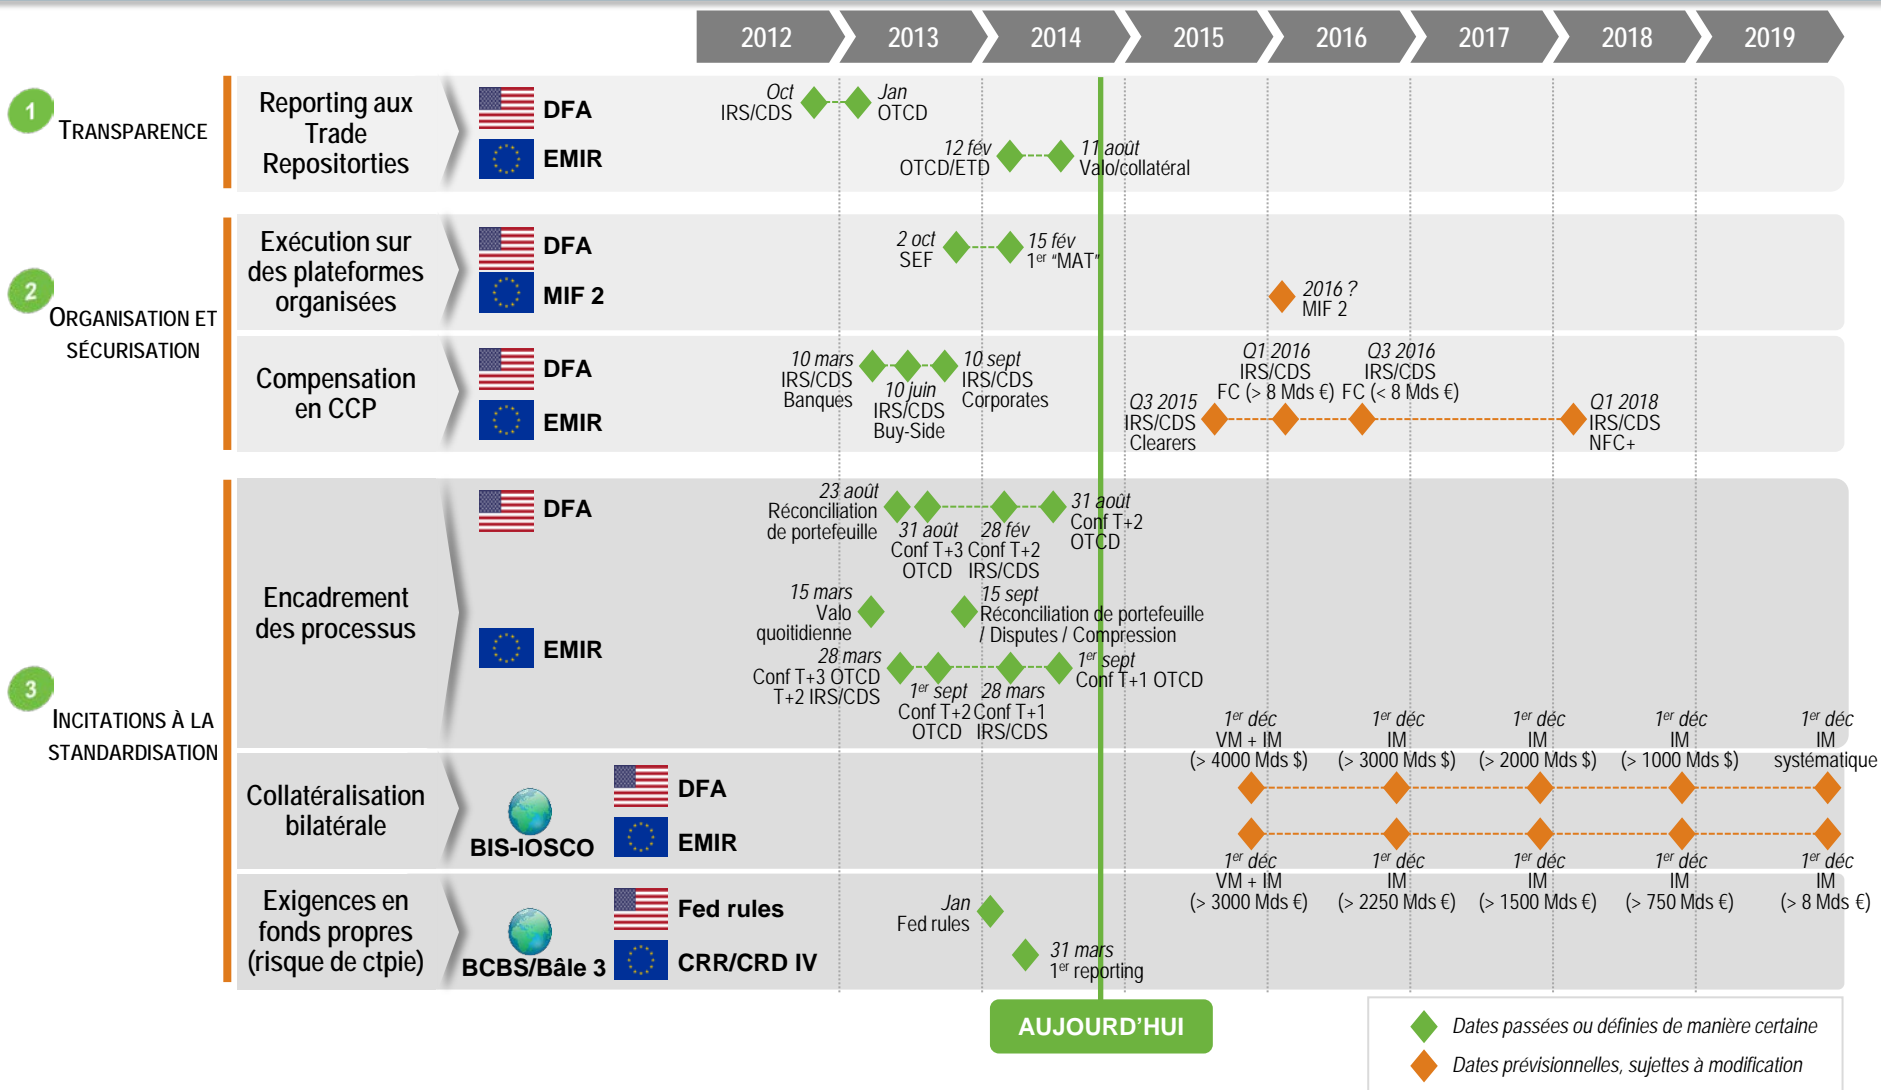 2012
2013
2014
2015
2016
2017
2018
2019
1
TRANSPARENCE
Reporting aux
Trade
Repositorties
DFA
EMIR
Oct
IRS/CDS
Jan
OTCD
12 fév
OTCD/ETD
11 août
Valo/collatéral
2
ORGANISATION ET
SÉCURISATION
Exécution sur
des plateformes
organisées
DFA
MIF 2
2 oct
SEF
15 fév
1er “MAT”
2016 ?
MIF 2
Compensation
en CCP
DFA
EMIR
10 mars
IRS/CDS
Banques
10 juin
IRS/CDS
Buy-Side
10 sept
IRS/CDS
Corporates
Q3 2015
IRS/CDS
Clearers
Q1 2016
IRS/CDS
FC (> 8 Mds €)
Q3 2016
IRS/CDS
FC (< 8 Mds €)
Q1 2018
IRS/CDS
NFC+
3
INCITATIONS À LA
STANDARDISATION
Encadrement
des processus
DFA
EMIR
23 août
Réconciliation
de portefeuille
31 août
Conf T+3
OTCD
28 fév
Conf T+2
IRS/CDS
31 août
Conf T+2
OTCD
15 mars
Valo
quoitidienne
15 sept
Réconciliation de portefeuille
/ Disputes / Compression
28 mars
Conf T+3 OTCD
T+2 IRS/CDS
1er sept
Conf T+2
OTCD
28 mars
Conf T+1
IRS/CDS
1er sept
Conf T+1 OTCD
Collatéralisation
bilatérale
BIS-IOSCO
DFA
EMIR
1er déc
VM + IM
(> 4000 Mds $)
1er déc
IM
(> 3000 Mds $)
1er déc
IM
(> 2000 Mds $)
1er déc
IM
(> 1000 Mds $)
1er déc
IM
systématique
1er déc
VM + IM
(> 3000 Mds €)
1er déc
IM
(> 2250 Mds €)
1er déc
IM
(> 1500 Mds €)
1er déc
IM
(> 750 Mds €)
1er déc
IM
(> 8 Mds €)
Exigences en
fonds propres
(risque de ctpie)
BCBS/Bâle 3
Fed rules
CRR/CRD IV
Jan
Fed rules
31 mars
1er reporting
AUJOURD’HUI
Dates passées ou définies de manière certaine
Dates prévisionnelles, sujettes à modification